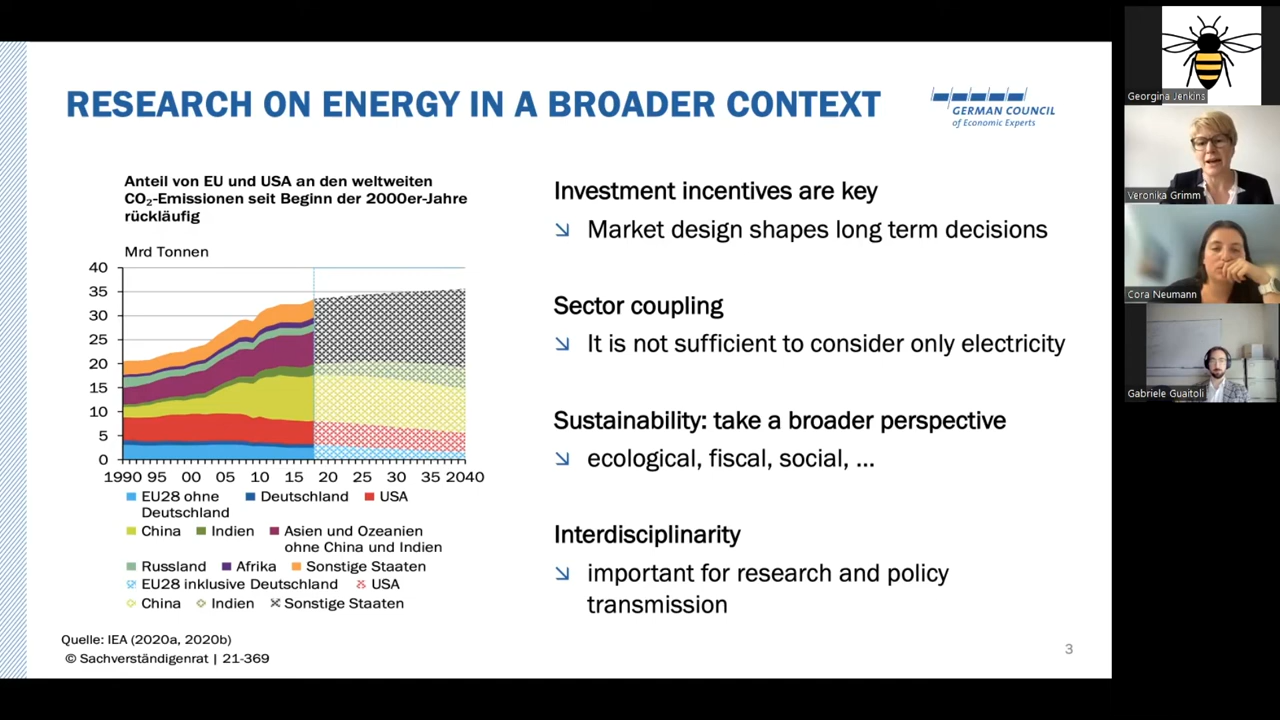 RESEARCH ON ENERGY IN A BROADER CONTEXT
GERMAN COUNCIL
of Economic Experts
Anteil von EU und USA an den weltweiten
CO₂-Emissionen seit Beginn der 2000er-Jahre
rückläufig
Mrd Tonnen
40
35
30
25
20
15
10
5
0
1990 95 00 05 10 15 20 25 30 35 2040
EU28 ohne Deutschland USA
Deutschland
China Indien Asien und Ozeanien
ohne China und Indien
Russland Afrika Sonstige Staaten
EU28 inklusive Deutschland USA
China Indien Sonstige Staaten
Quelle: IEA (2020a, 2020b)
© Sachverständigenrat | 21-369
Investment incentives are key
Market design shapes long term decisions
Sector coupling
It is not sufficient to consider only electricity
Sustainability: take a broader perspective
ecological, fiscal, social, ...
Interdisciplinarity
important for research and policy
transmission
3
Georgina Jenkins
Veronika Grimm
Cora Neumann
Gabriele Guaitoli